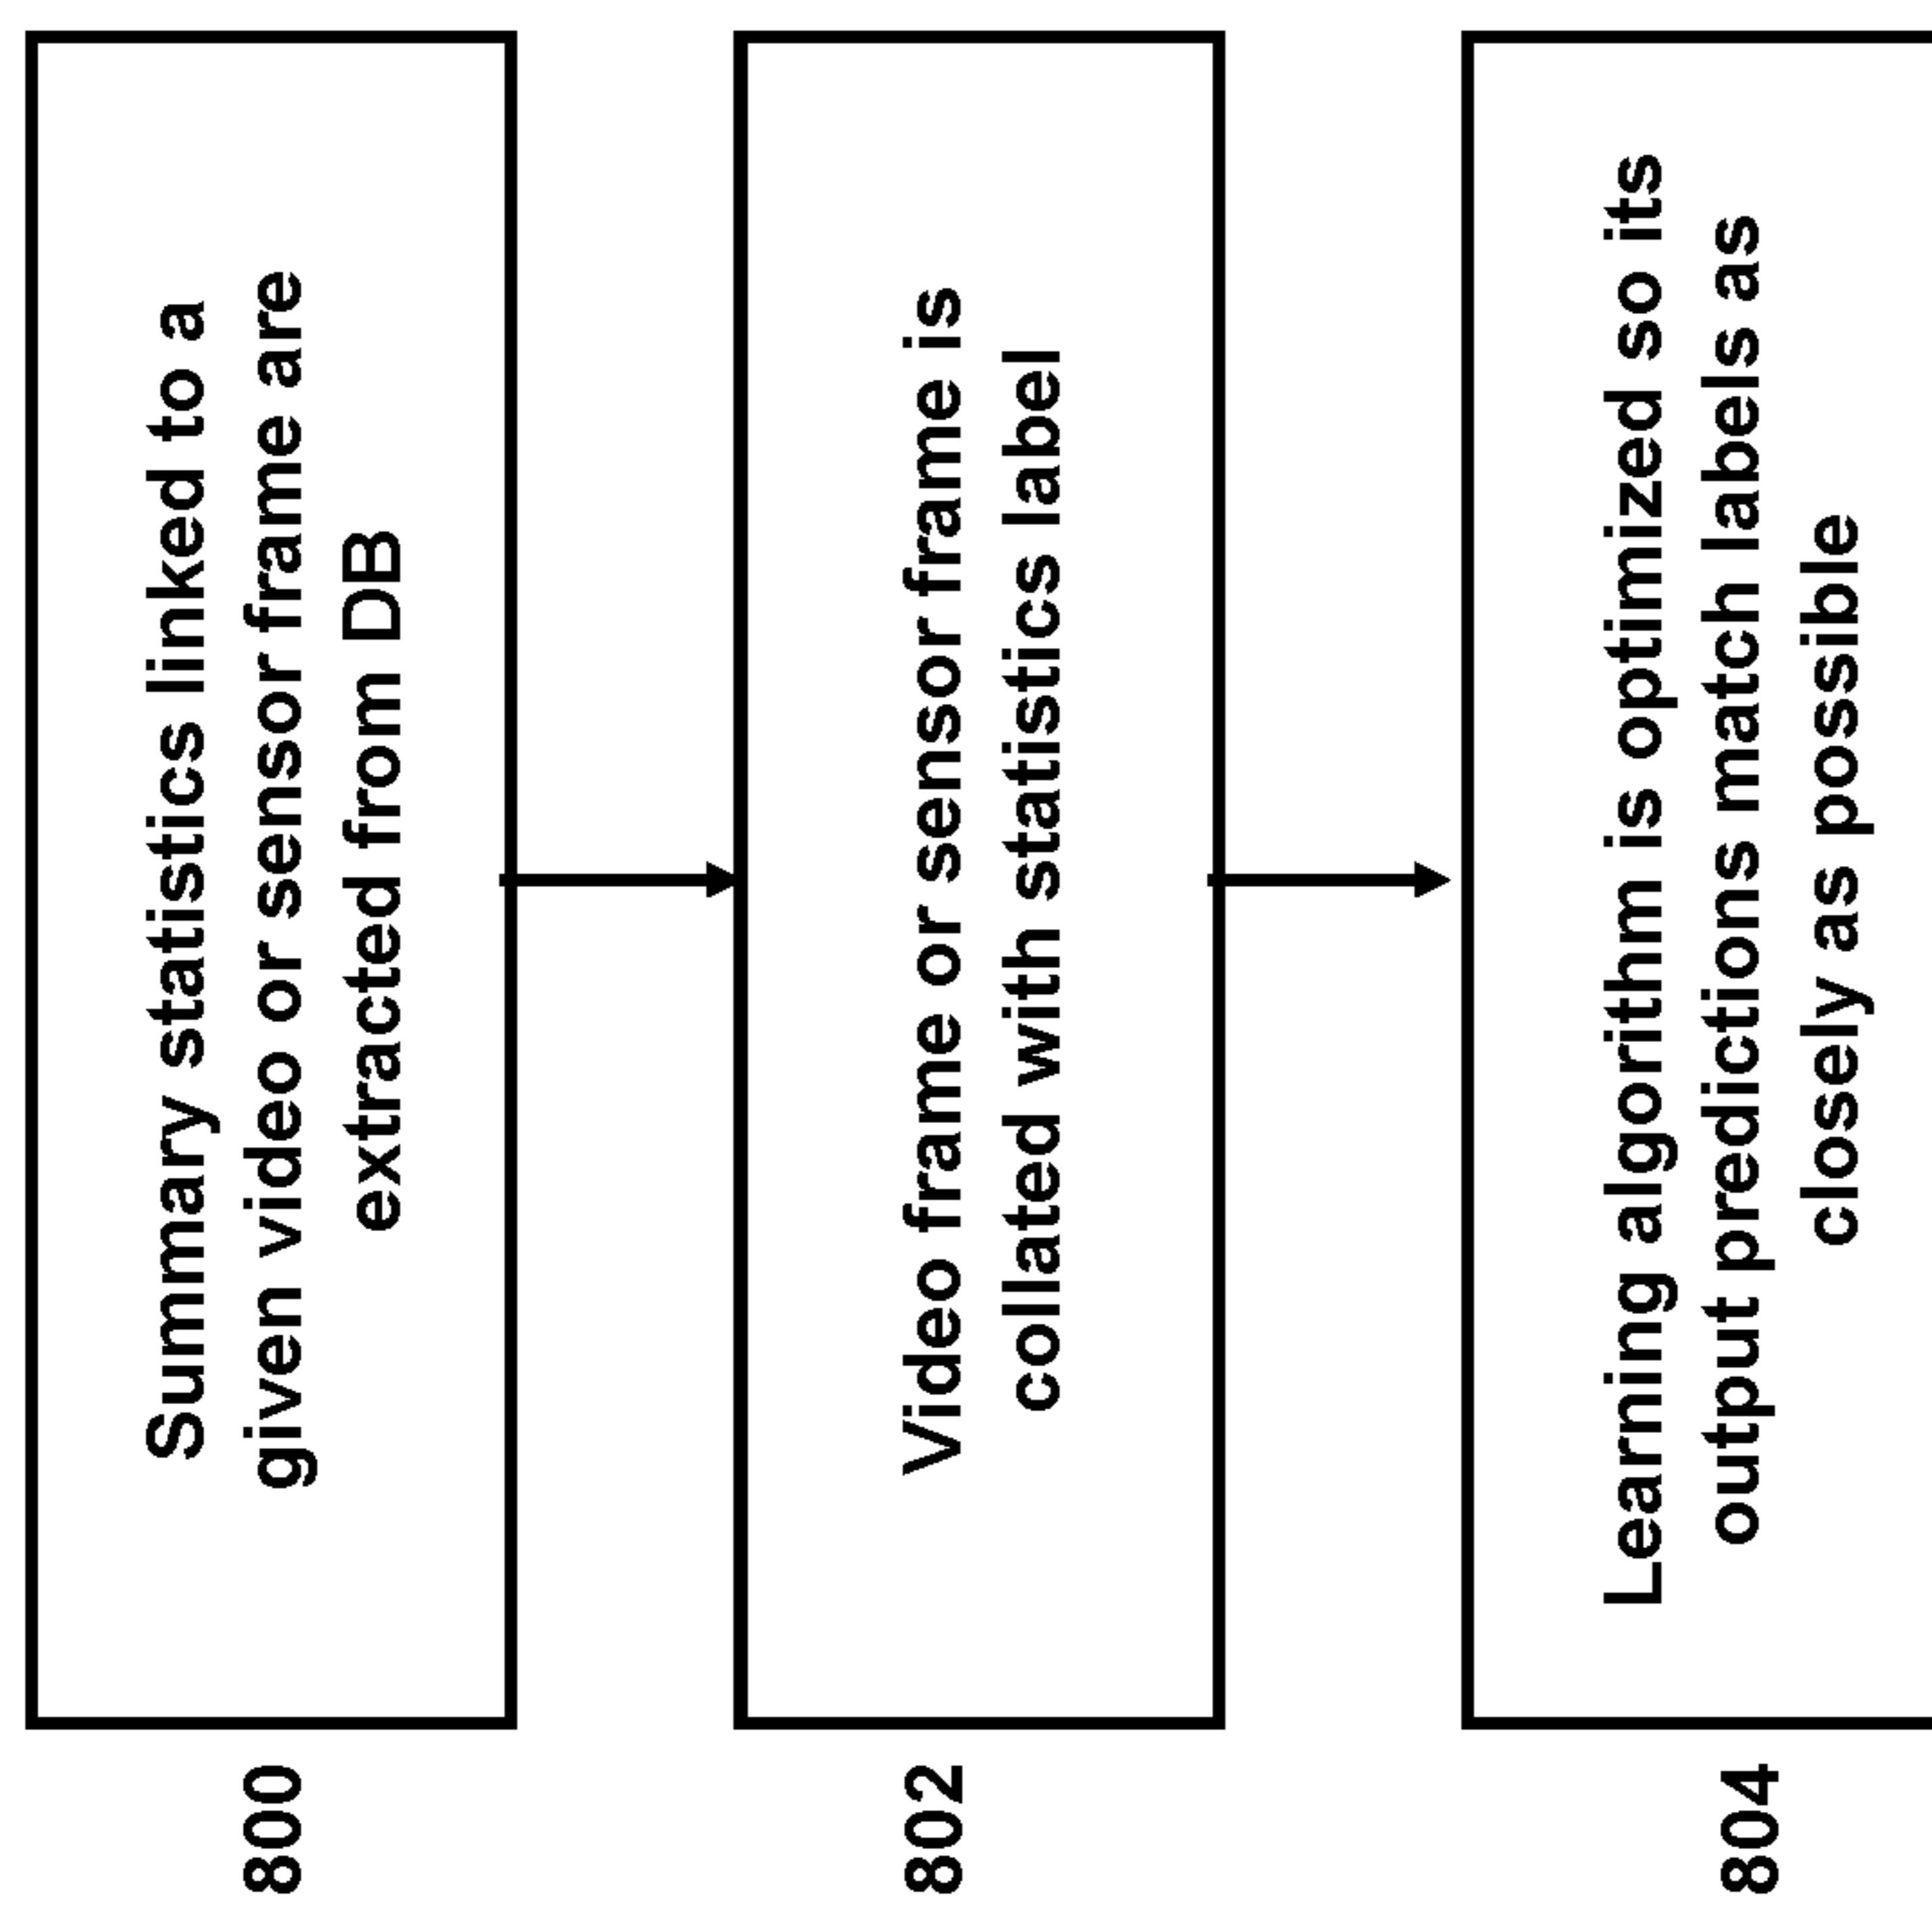 Summary statistics linked to a
given video or sensor frame are
extracted from DB
800
Video frame or sensor frame is
collated with statistics label
802
Learning algorithm is optimized so its
output predictions match labels as
closely as possible
804